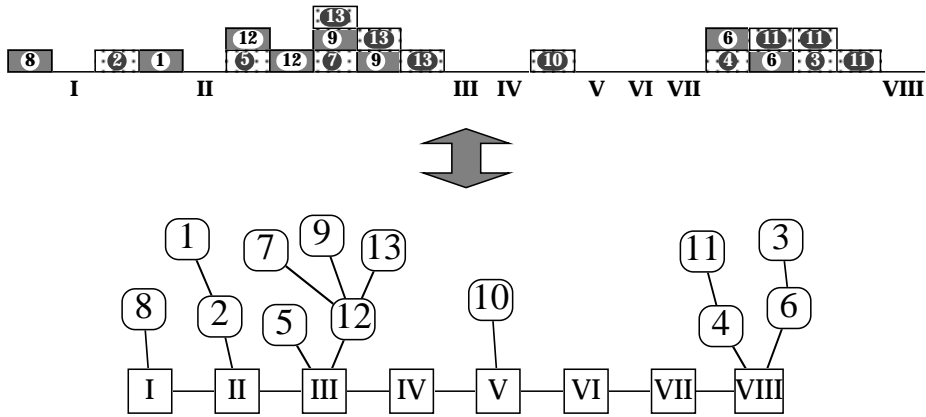 13
12 9 13
8 2 1 5 12 7 9 13 10 6 11 11
4 6 3 11
I II III IV V VI VII VIII
1 7 9 13 11 3
8 2 5 12 10 4 6
I II III IV V VI VII VIII